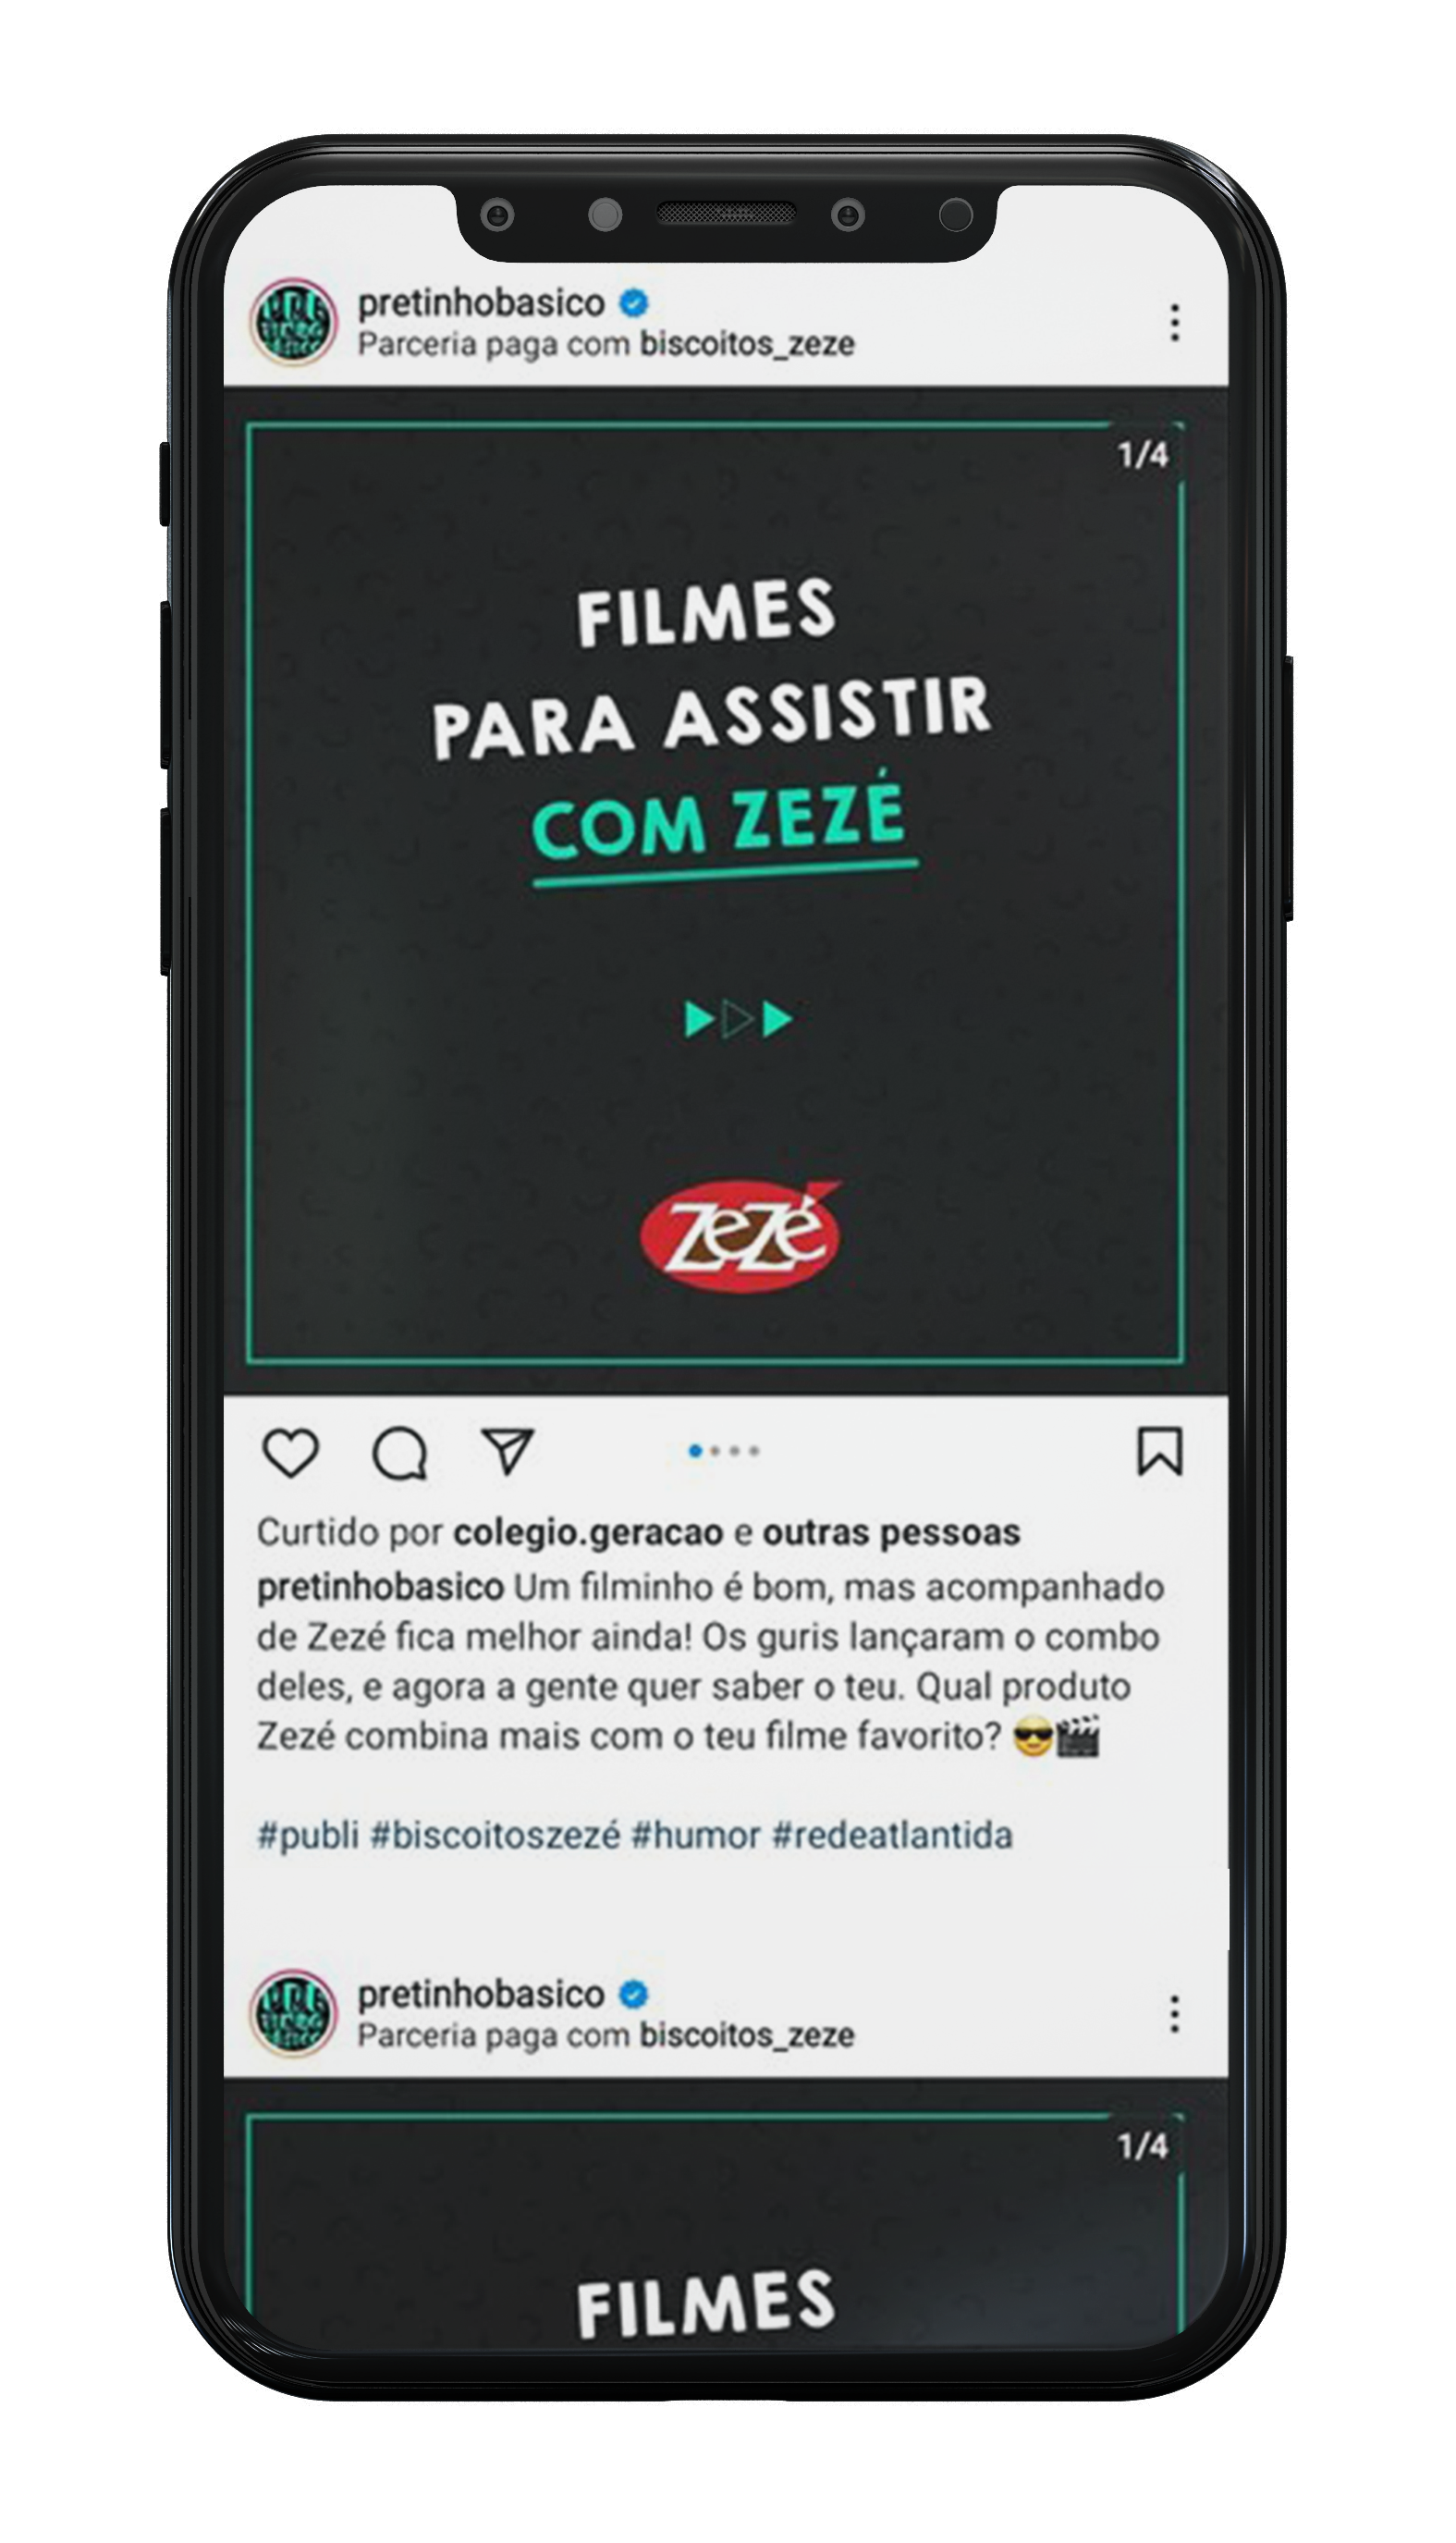 pretinhobasico
Parceria paga com biscoitos_zeze
1/4
FILMES
PARA ASSISTIR
COM ZEZÉ
ZeZé
Curtido por colegio.geracao e outras pessoas
pretinhobasico Um filminho é bom, mas acompanhado
de Zezé fica melhor ainda! Os guris lançaram o combo
deles, e agora a gente quer saber o teu. Qual produto
Zezé combina mais com o teu filme favorito? 😎🎬
#publi #biscoitoszezé #humor #redeatlantida
pretinhobasico
Parceria paga com biscoitos_zeze
1/4
FILMES